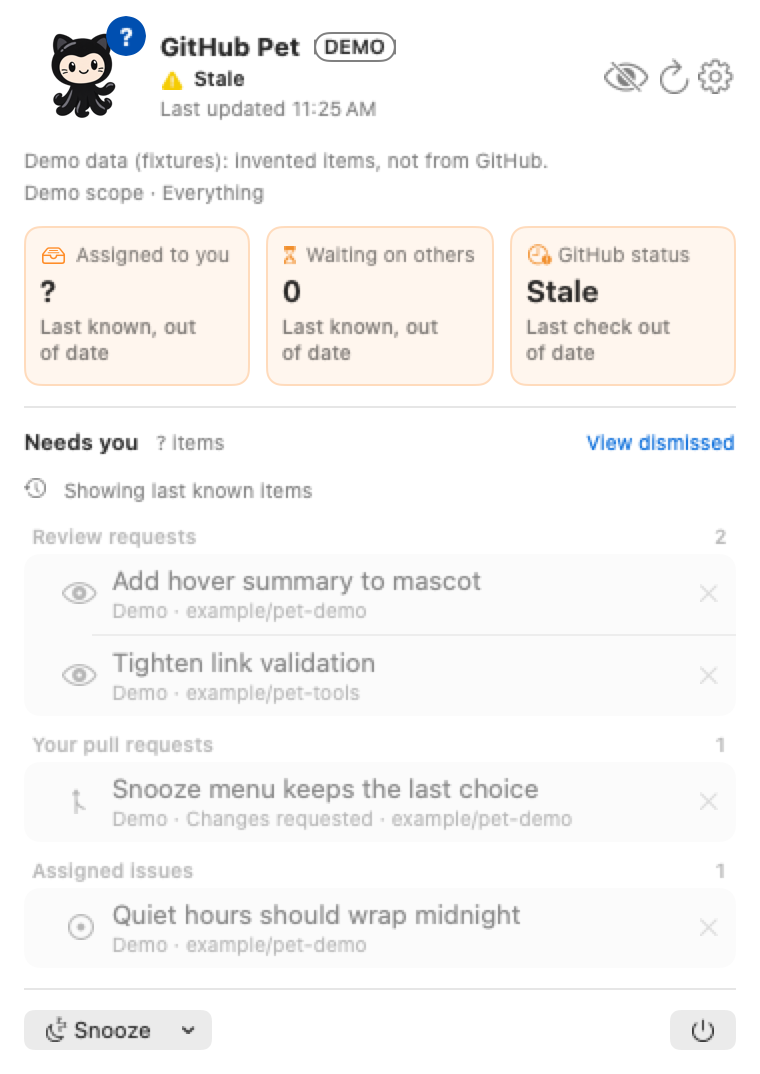 ?
GitHub Pet DEMO
Stale
Last updated 11:25 AM
Demo data (fixtures): invented items, not from GitHub.
Demo scope · Everything
Assigned to you
?
Last known, out
of date
Waiting on others
0
Last known, out
of date
GitHub status
Stale
Last check out
of date
Needs you ? items View dismissed
Showing last known items
Review requests 2
Add hover summary to mascot
Demo · example/pet-demo
Tighten link validation
Demo · example/pet-tools
Your pull requests 1
Snooze menu keeps the last choice
Demo · Changes requested · example/pet-demo
Assigned issues 1
Quiet hours should wrap midnight
Demo · example/pet-demo
Snooze